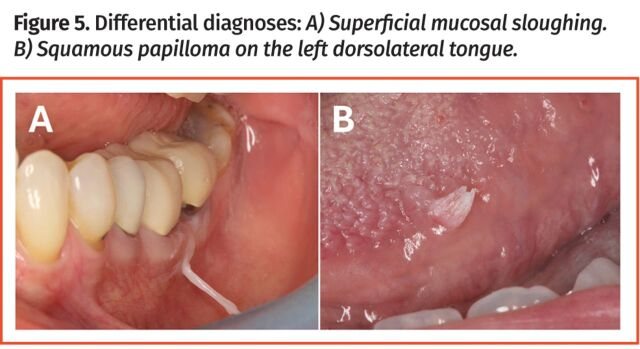 Figure 5. Differential diagnoses: A) Superficial mucosal sloughing.
B) Squamous papilloma on the left dorsolateral tongue.
A
B